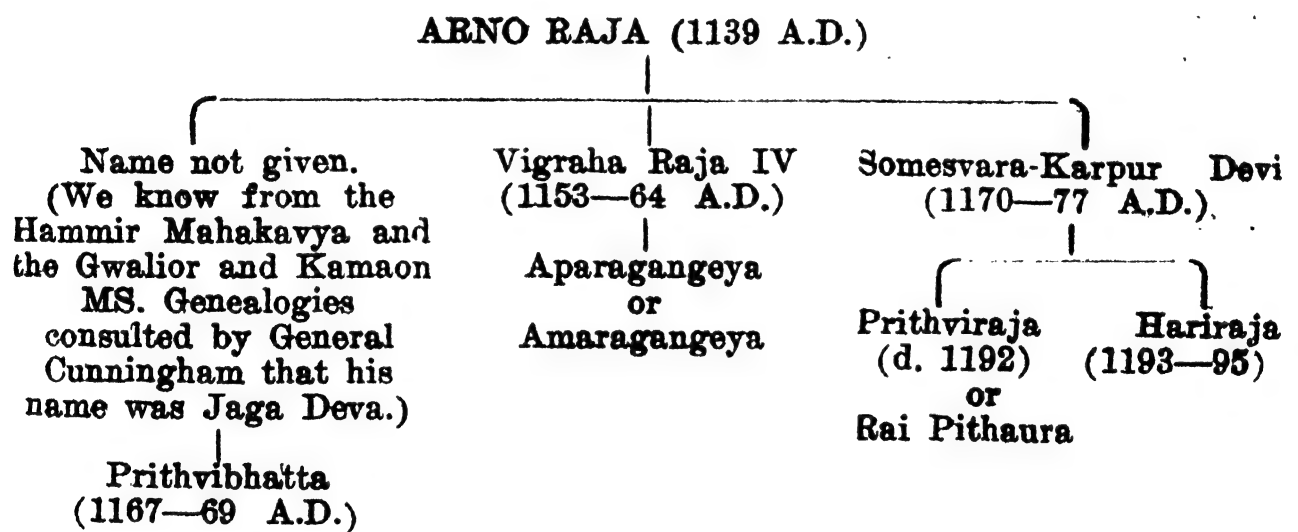 ARNO RAJA (1139 A.D.)
Name not given.
(We know from the
Hammir Mahakavya and
the Gwalior and Kamaon
MS. Genealogies
consulted by General
Cunningham that his
name was Jaga Deva.)
Prithvibhatta
(1167—69 A.D.)
Vigraha Raja IV
(1153—64 A.D.)
Aparagangeya
or
Amaragangeya
Somesvara-Karpur Devi
(1170—77 A.D.)
Prithviraja
(d. 1192)
or
Rai Pithaura
Hariraja
(1193—95)